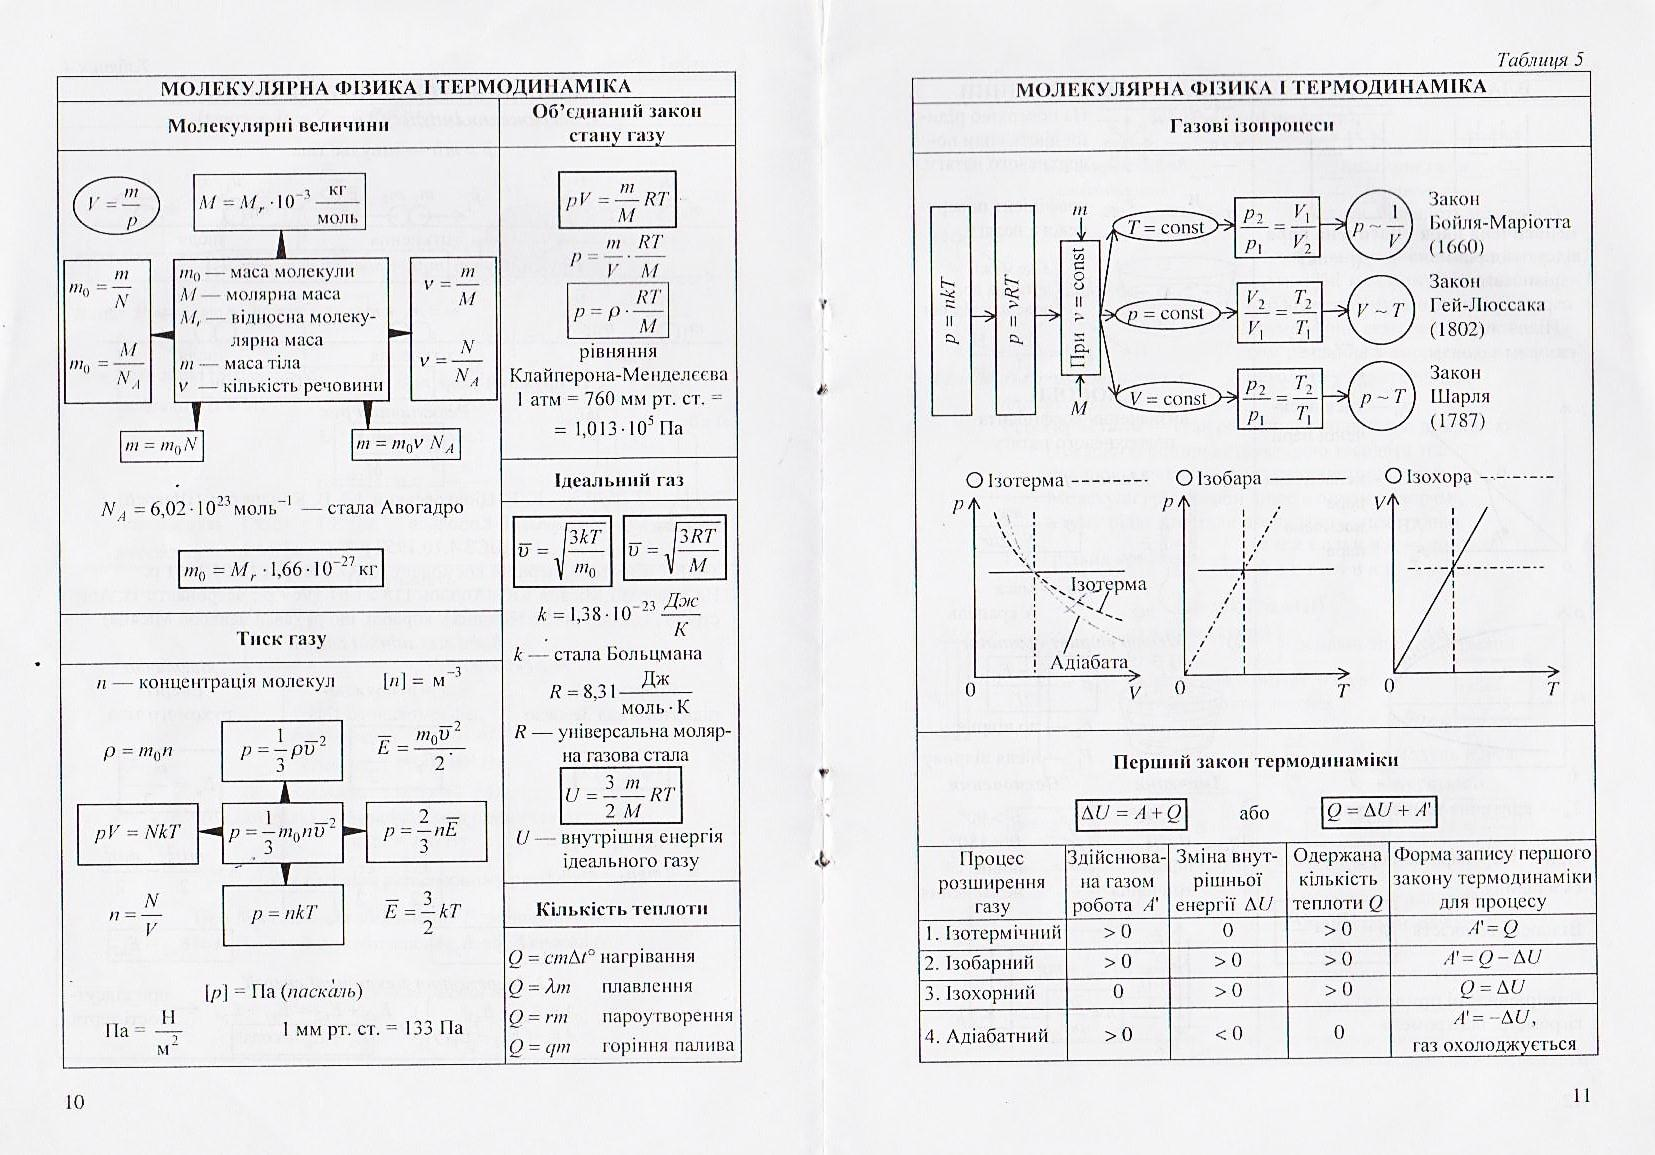 МОЛЕКУЛЯРНА ФІЗИКА І ТЕРМОДИНАМІКА
Молекулярні величини
V = m/p
M = M_r · 10⁻³ кг/моль
m₀ = m/N
m₀ = M/N_A
m₀ — маса молекули
M — молярна маса
M_r — відносна молеку-
лярна маса
m — маса тіла
ν — кількість речовини
ν = m/M
ν = N/N_A
m = m₀N
m = m₀ν N_A
N_A = 6,02 · 10²³ моль⁻¹ — стала Авогадро
m₀ = M_r · 1,66 · 10⁻²⁷ кг
Тиск газу
n — концентрація молекул [n] = м⁻³
ρ = m₀n
p = 1/3 ρῡ²
Ē = m₀ῡ²/2
pV = NkT
p = 1/3 m₀nῡ²
p = 2/3 nĒ
n = N/V
p = nkT
Ē = 3/2 kT
[p] = Па (паскаль)
Па = Н/м²
1 мм рт. ст. = 133 Па
Об’єднаний закон
стану газу
pV = m/M RT
p = m/V · RT/M
p = ρ · RT/M
рівняння
Клайперона-Менделєєва
1 атм = 760 мм рт. ст. =
= 1,013 · 10⁵ Па
Ідеальний газ
ῡ = √(3kT/m₀)
ῡ = √(3RT/M)
k = 1,38 · 10⁻²³ Дж/К
k — стала Больцмана
R = 8,31 Дж/моль · К
R — універсальна моляр-
на газова стала
U = 3/2 m/M RT
U — внутрішня енергія
ідеального газу
Кількість теплоти
Q = cmΔt° нагрівання
Q = λm плавлення
Q = rm пароутворення
Q = qm горіння палива
10
Таблиця 5
МОЛЕКУЛЯРНА ФІЗИКА І ТЕРМОДИНАМІКА
Газові ізопроцеси
p = nkT
p = νRT
m
При ν = const
M
T = const
p₂/p₁ = V₁/V₂
p ~ 1/V
Закон
Бойля-Маріотта
(1660)
p = const
V₂/V₁ = T₂/T₁
V ~ T
Закон
Гей-Люссака
(1802)
V = const
p₂/p₁ = T₂/T₁
p ~ T
Закон
Шарля
(1787)
Ізотерма
Ізобара
Ізохора
p
Ізотерма
Адіабата
0
V
p
0
T
V
0
T
Перший закон термодинаміки
ΔU = A + Q або Q = ΔU + A'
Процес
розширення
газу
Здійснюва-
на газом
робота A'
Зміна внут-
рішньої
енергії ΔU
Одержана
кількість
теплоти Q
Форма запису першого
закону термодинаміки
для процесу
1. Ізотермічний > 0 0 > 0 A' = Q
2. Ізобарний > 0 > 0 > 0 A' = Q – ΔU
3. Ізохорний 0 > 0 > 0 Q = ΔU
4. Адіабатний > 0 < 0 0 A' = –ΔU,
газ охолоджується
11